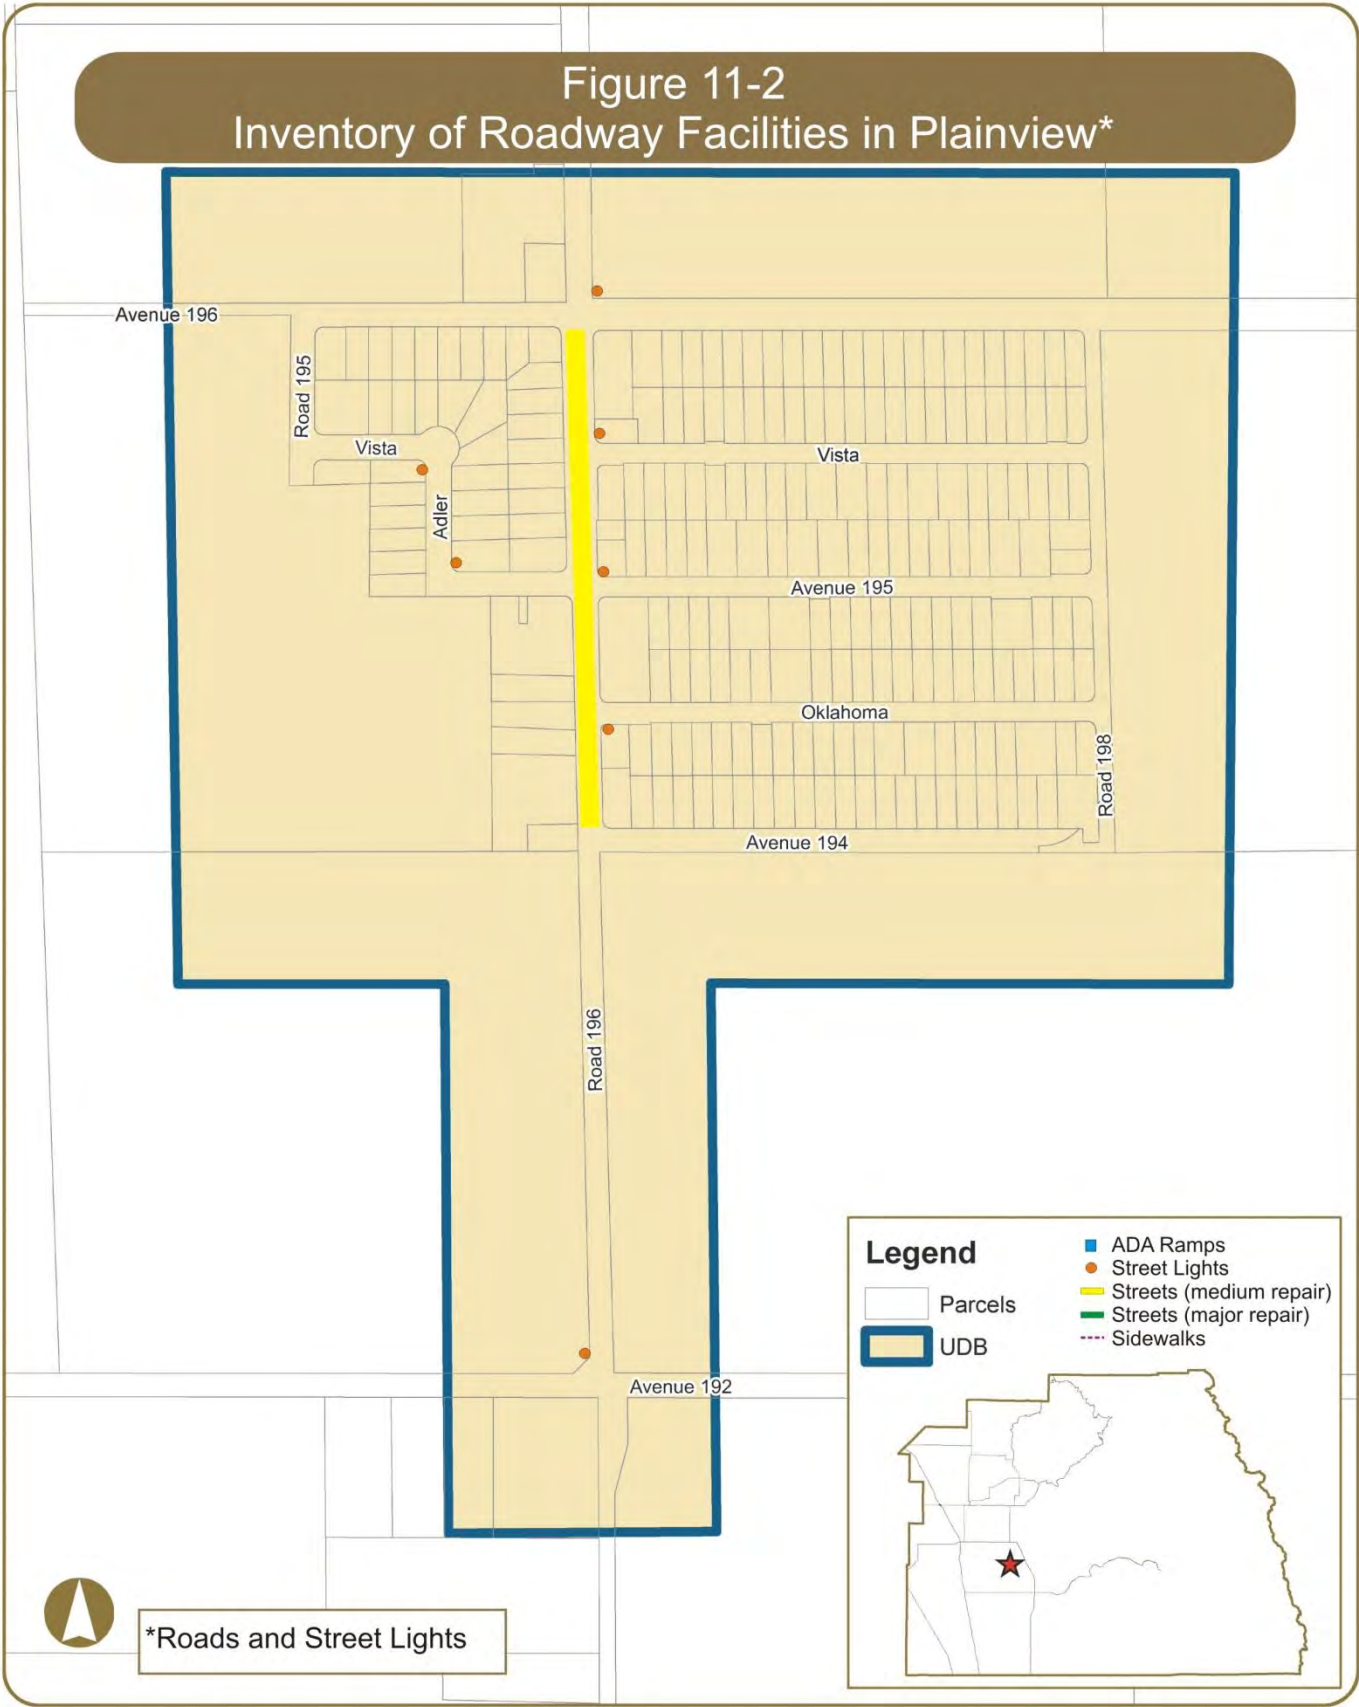 Figure 11-2
Inventory of Roadway Facilities in Plainview*
Avenue 196
Road 195
Vista
Vista
Adler
Avenue 195
Oklahoma
Road 198
Avenue 194
Road 196
Avenue 192
Legend
Parcels
UDB
ADA Ramps
Street Lights
Streets (medium repair)
Streets (major repair)
Sidewalks
*Roads and Street Lights